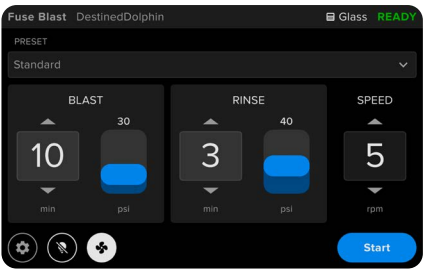 Fuse Blast DestinedDolphin Glass READY
PRESET
Standard
BLAST RINSE SPEED
30 40
10 3 5
min psi min psi rpm
Start